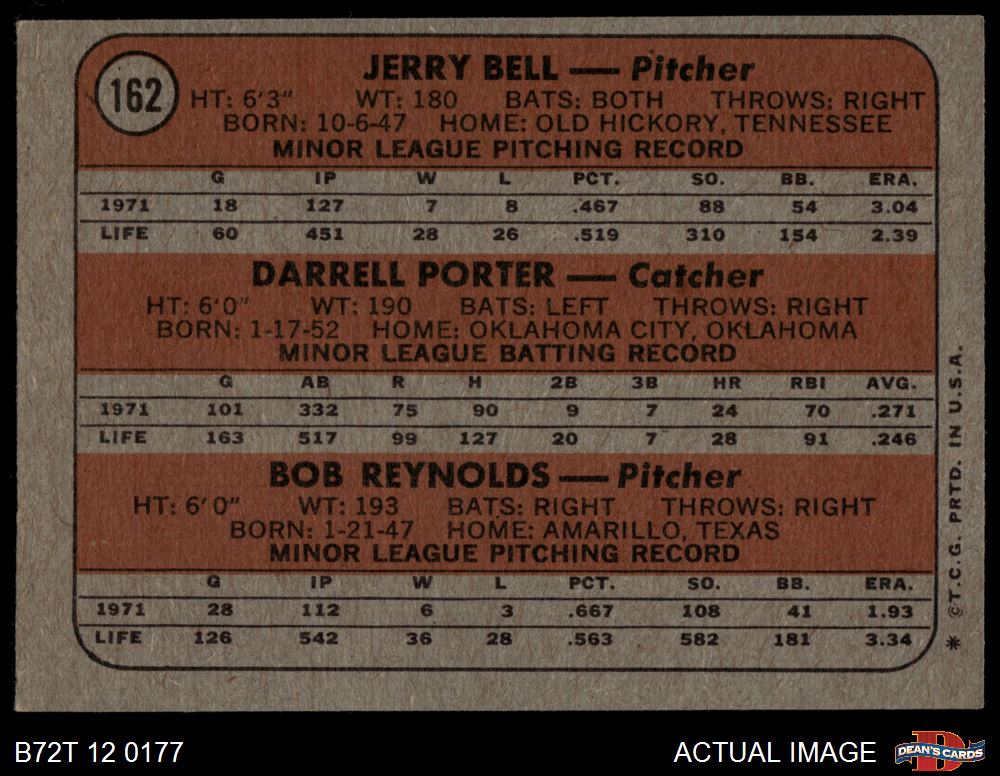 162
JERRY BELL — Pitcher
HT: 6'3" WT: 180 BATS: BOTH THROWS: RIGHT
BORN: 10-6-47 HOME: OLD HICKORY, TENNESSEE
MINOR LEAGUE PITCHING RECORD
G IP W L PCT. SO. BB. ERA.
1971 18 127 7 8 .467 88 54 3.04
LIFE 60 451 28 26 .519 310 154 2.39
DARRELL PORTER — Catcher
HT: 6'0" WT: 190 BATS: LEFT THROWS: RIGHT
BORN: 1-17-52 HOME: OKLAHOMA CITY, OKLAHOMA
MINOR LEAGUE BATTING RECORD
G AB R H 2B 3B HR RBI AVG.
1971 101 332 75 90 9 7 24 70 .271
LIFE 163 517 99 127 20 7 28 91 .246
BOB REYNOLDS — Pitcher
HT: 6'0" WT: 193 BATS: RIGHT THROWS: RIGHT
BORN: 1-21-47 HOME: AMARILLO, TEXAS
MINOR LEAGUE PITCHING RECORD
G IP W L PCT. SO. BB. ERA.
1971 28 112 6 3 .667 108 41 1.93
LIFE 126 542 36 28 .563 582 181 3.34
* ©T.C.G. PRTD. IN U.S.A.
B72T 12 0177
ACTUAL IMAGE
DEAN'S CARDS